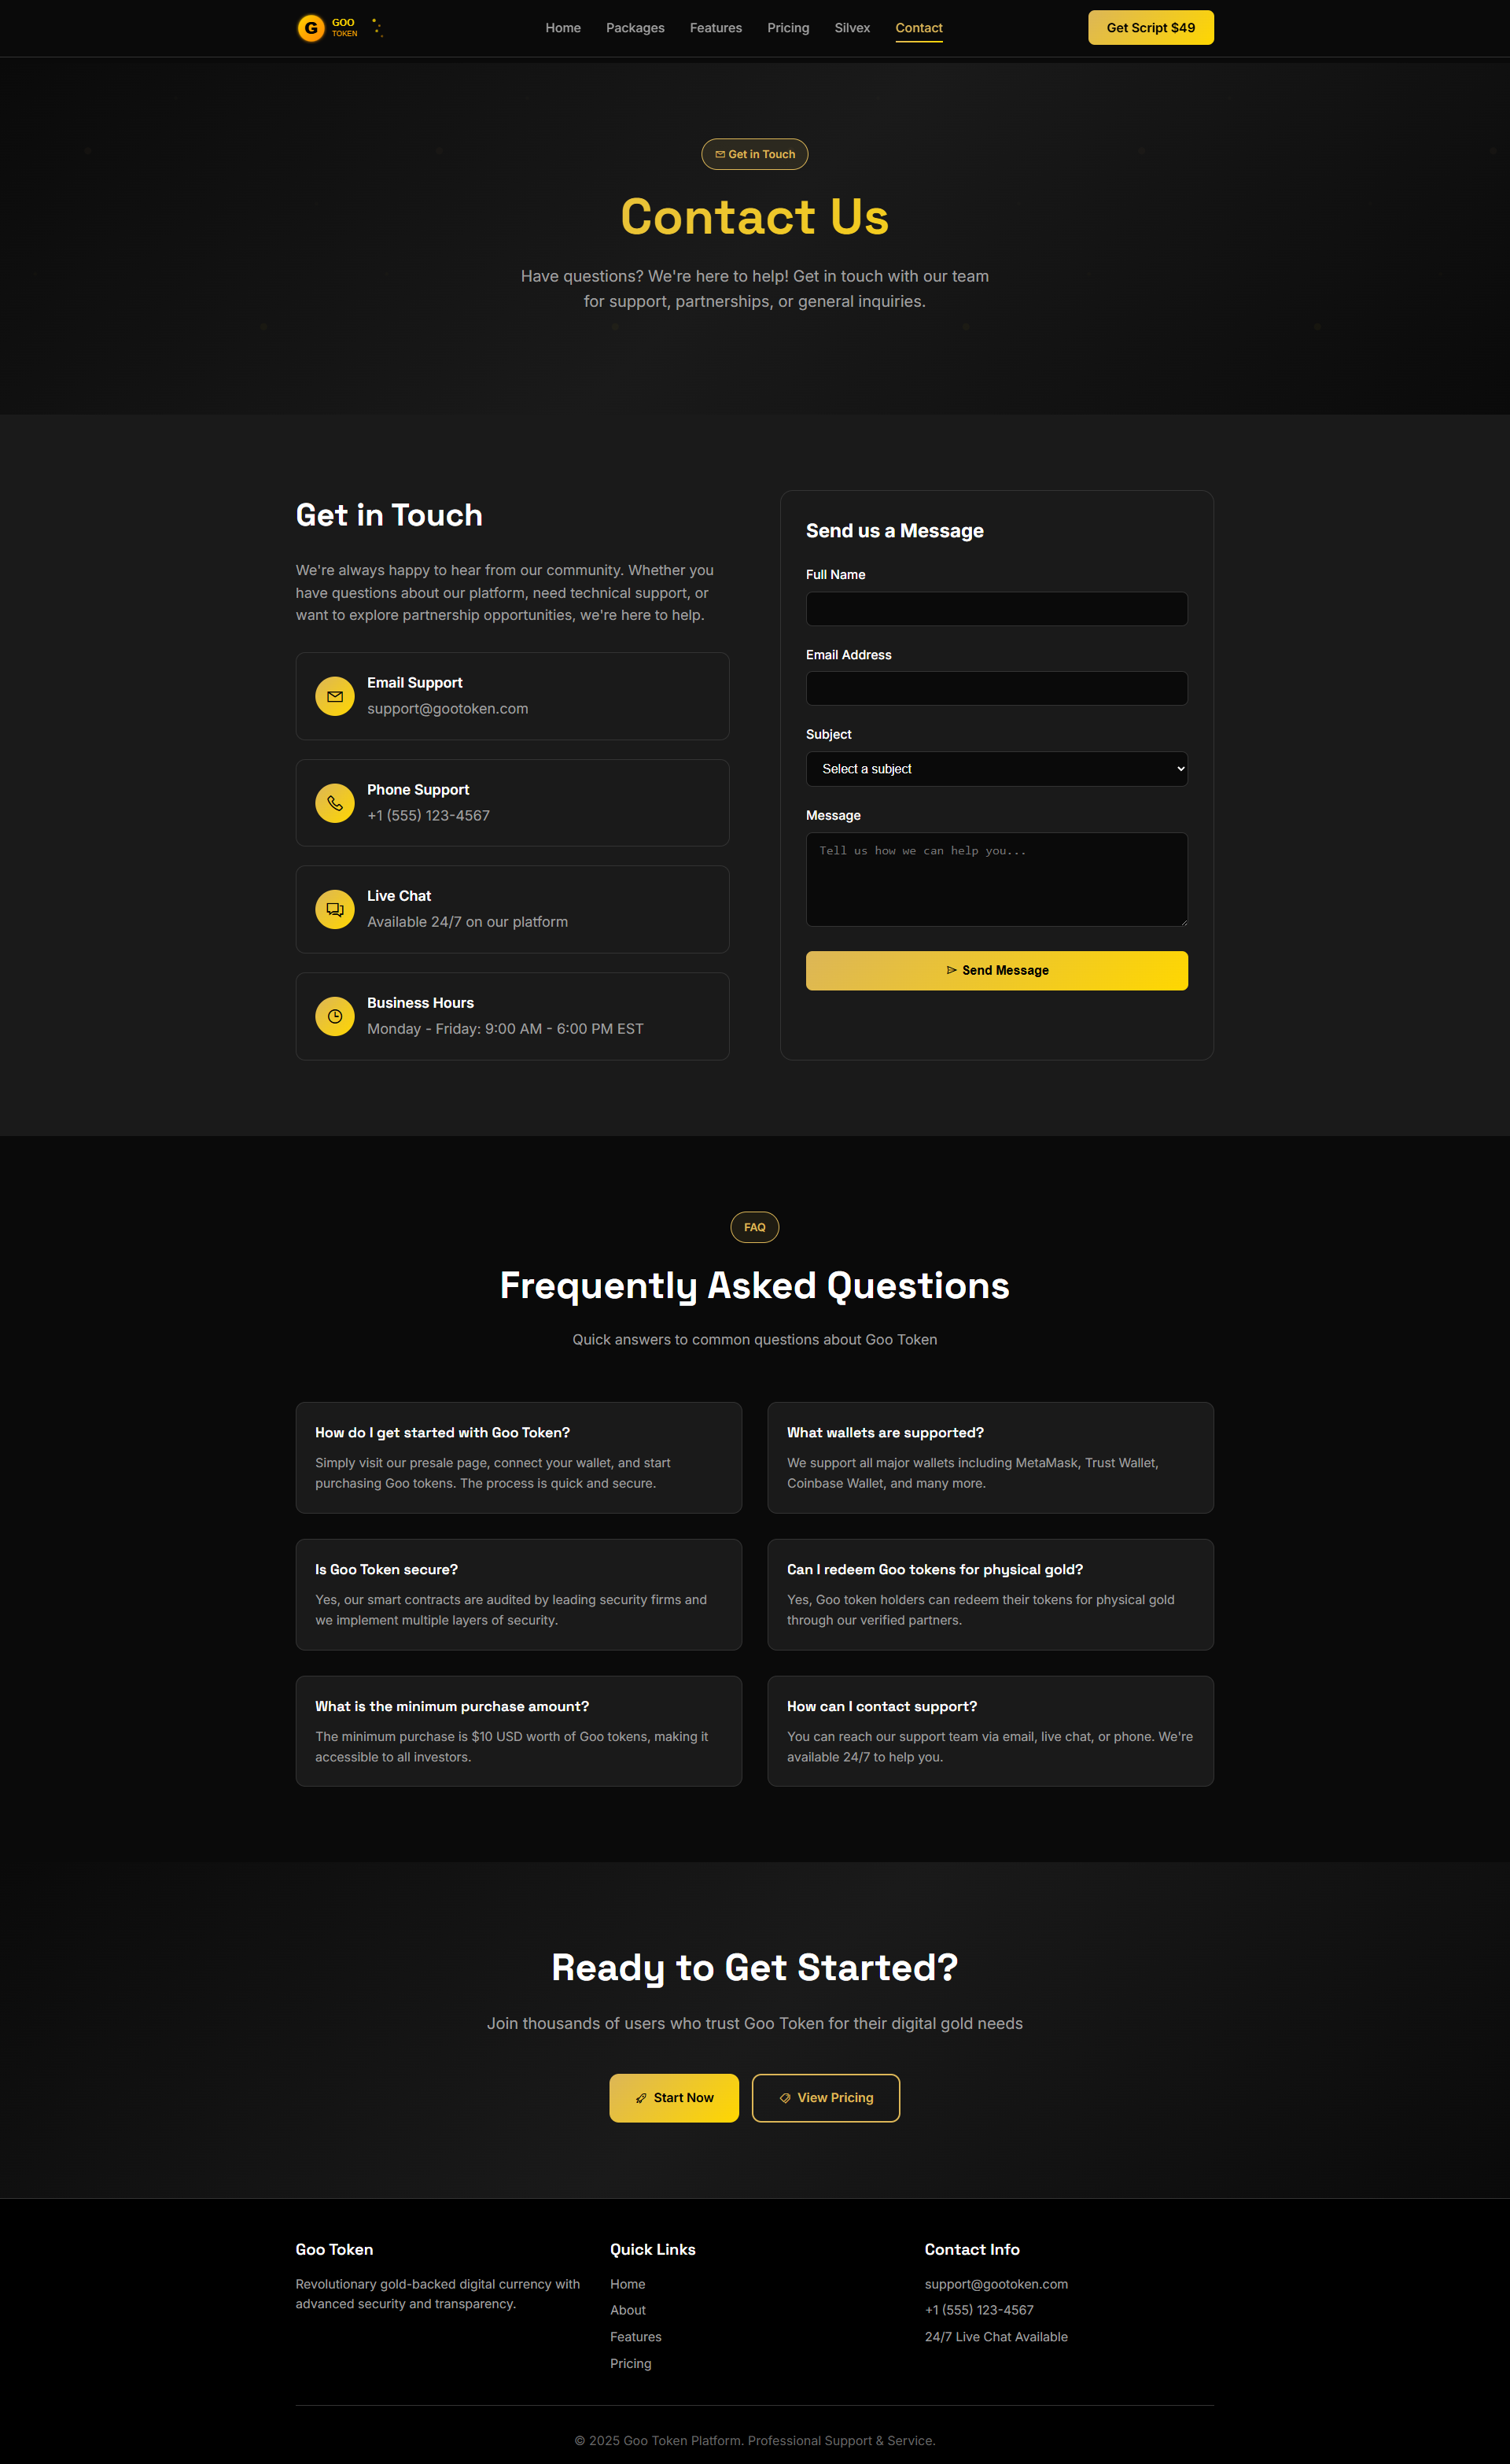 G
GOO
TOKEN
Home
Packages
Features
Pricing
Silvex
Contact
Get Script $49
Get in Touch
Contact Us
Have questions? We're here to help! Get in touch with our team
for support, partnerships, or general inquiries.
Get in Touch
We're always happy to hear from our community. Whether you
have questions about our platform, need technical support, or
want to explore partnership opportunities, we're here to help.
Email Support
support@gootoken.com
Phone Support
+1 (555) 123-4567
Live Chat
Available 24/7 on our platform
Business Hours
Monday - Friday: 9:00 AM - 6:00 PM EST
Send us a Message
Full Name
Email Address
Subject
Select a subject
Message
Tell us how we can help you...
Send Message
FAQ
Frequently Asked Questions
Quick answers to common questions about Goo Token
How do I get started with Goo Token?
Simply visit our presale page, connect your wallet, and start
purchasing Goo tokens. The process is quick and secure.
What wallets are supported?
We support all major wallets including MetaMask, Trust Wallet,
Coinbase Wallet, and many more.
Is Goo Token secure?
Yes, our smart contracts are audited by leading security firms and
we implement multiple layers of security.
Can I redeem Goo tokens for physical gold?
Yes, Goo token holders can redeem their tokens for physical gold
through our verified partners.
What is the minimum purchase amount?
The minimum purchase is $10 USD worth of Goo tokens, making it
accessible to all investors.
How can I contact support?
You can reach our support team via email, live chat, or phone. We're
available 24/7 to help you.
Ready to Get Started?
Join thousands of users who trust Goo Token for their digital gold needs
Start Now
View Pricing
Goo Token
Revolutionary gold-backed digital currency with
advanced security and transparency.
Quick Links
Home
About
Features
Pricing
Contact Info
support@gootoken.com
+1 (555) 123-4567
24/7 Live Chat Available
© 2025 Goo Token Platform. Professional Support & Service.